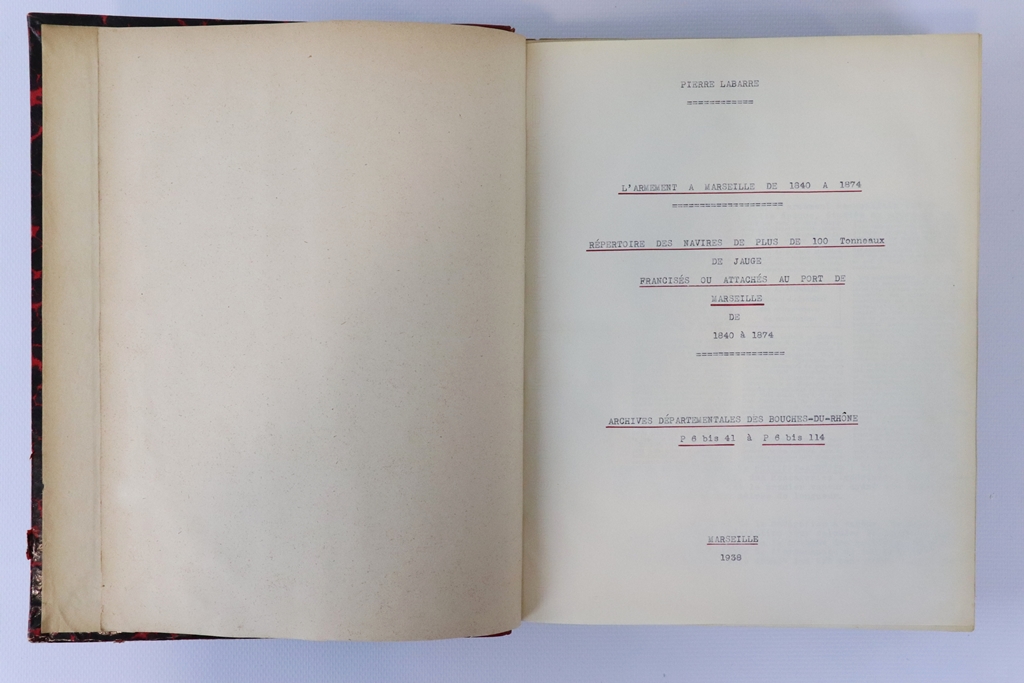 PIERRE LABARRE
============
L'ARMEMENT A MARSEILLE DE 1840 A 1874
====================
RÉPERTOIRE DES NAVIRES DE PLUS DE 100 Tonneaux
DE JAUGE
FRANCISÉS OU ATTACHÉS AU PORT DE
MARSEILLE
DE
1840 à 1874
================
ARCHIVES DÉPARTEMENTALES DES BOUCHES-DU-RHÔNE
P 6 bis 41 à P 6 bis 114
MARSEILLE
1938